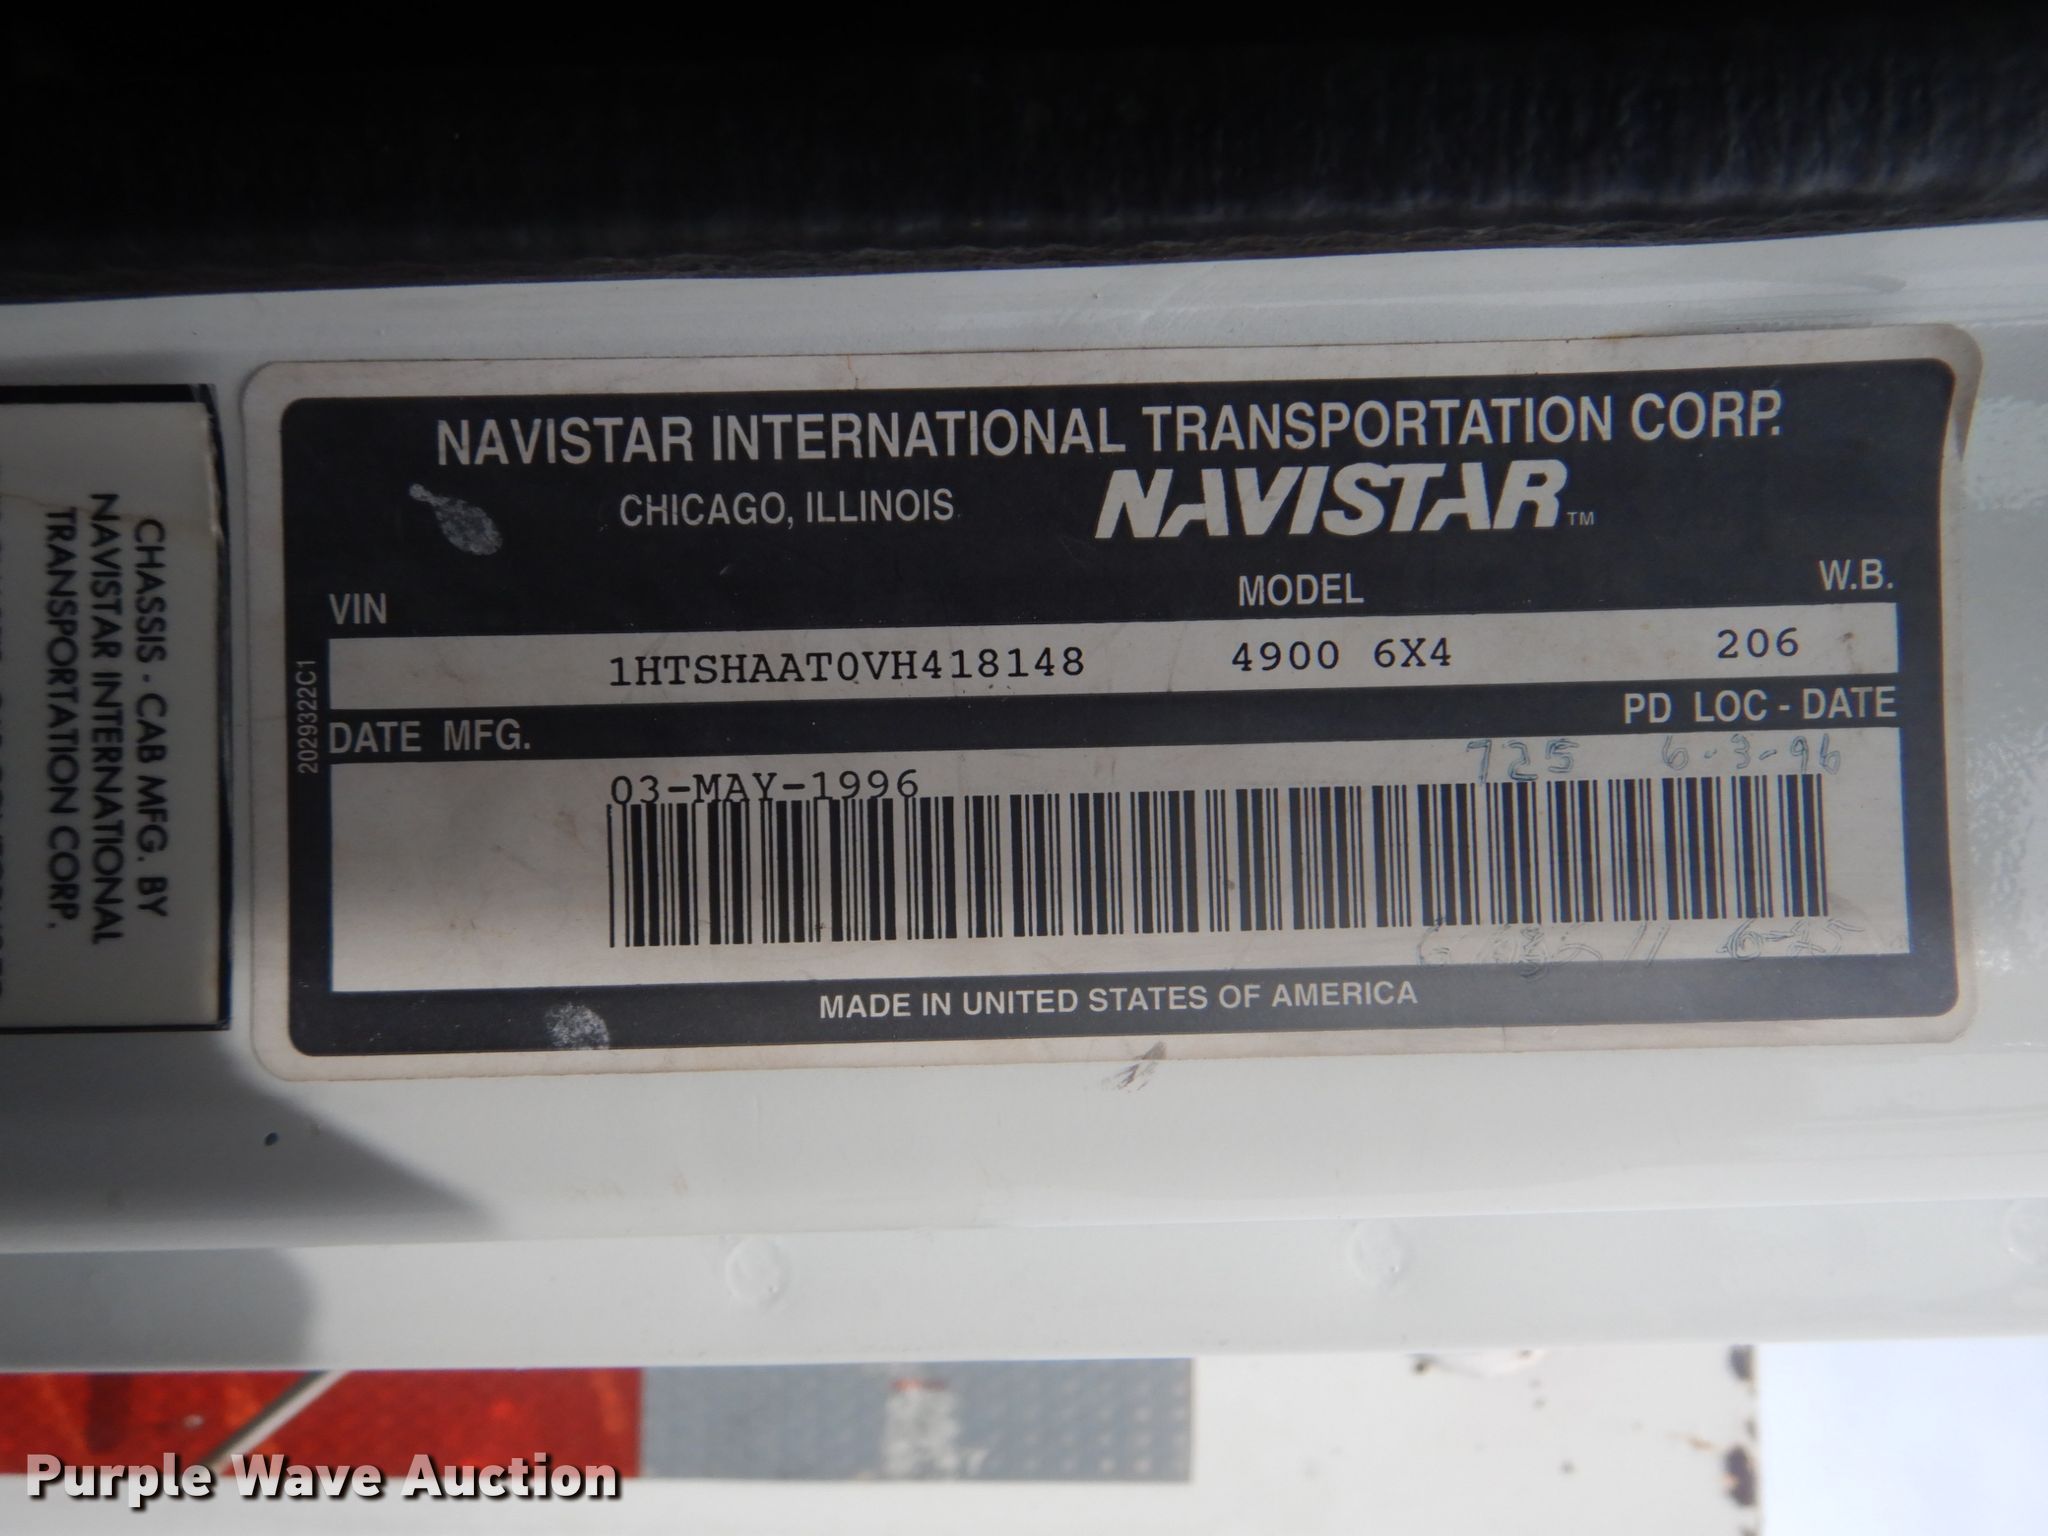 NAVISTAR INTERNATIONAL TRANSPORTATION CORP.
CHICAGO, ILLINOIS NAVISTAR™
VIN MODEL W.B.
1HTSHAAT0VH418148 4900 6X4 206
DATE MFG. PD LOC - DATE
03-MAY-1996 725 6-3-96
MADE IN UNITED STATES OF AMERICA
2029322C1
CHASSIS - CAB MFG. BY
NAVISTAR INTERNATIONAL
TRANSPORTATION CORP.
Purple Wave Auction